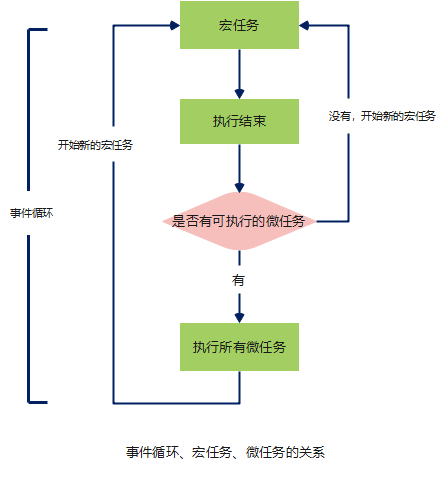 宏任务
执行结束
没有，开始新的宏任务
开始新的宏任务
事件循环
是否有可执行的微任务
有
执行所有微任务
事件循环、宏任务、微任务的关系